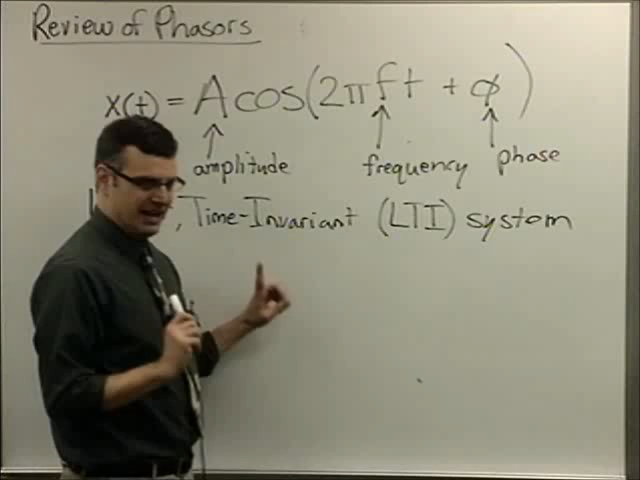 Review of Phasors
x(t) = A cos(2πft + φ)
amplitude frequency phase
, Time-Invariant (LTI) system